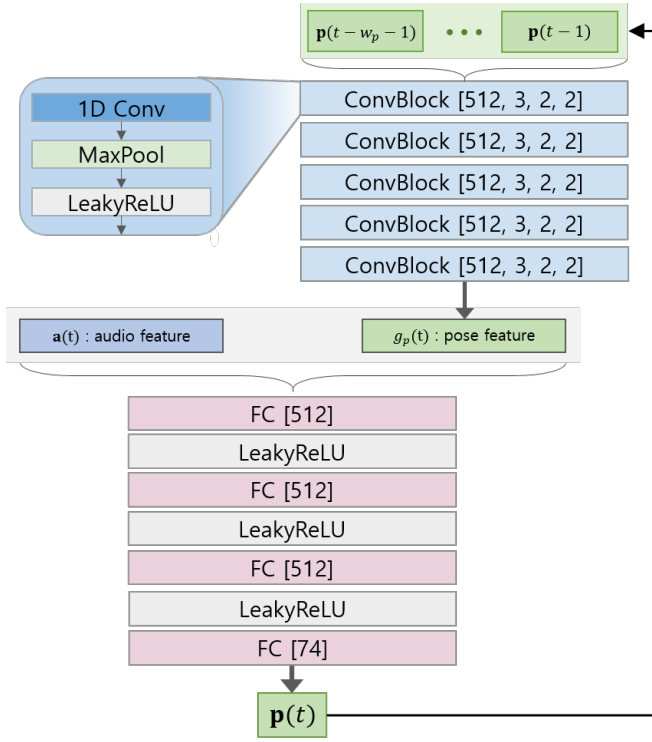 p(t − w_p − 1) • • • p(t − 1)
1D Conv
MaxPool
LeakyReLU
ConvBlock [512, 3, 2, 2]
ConvBlock [512, 3, 2, 2]
ConvBlock [512, 3, 2, 2]
ConvBlock [512, 3, 2, 2]
ConvBlock [512, 3, 2, 2]
a(t) : audio feature
g_p(t) : pose feature
FC [512]
LeakyReLU
FC [512]
LeakyReLU
FC [512]
LeakyReLU
FC [74]
p(t)